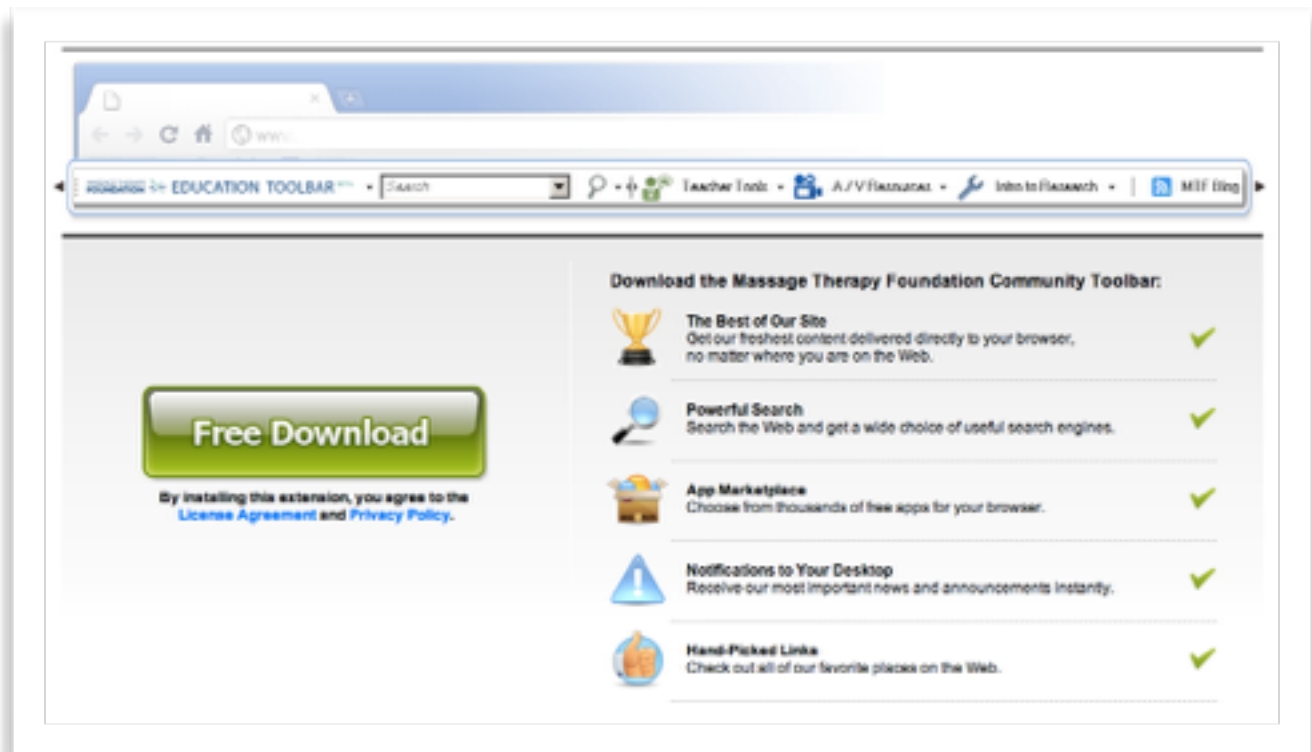 www.
FOUNDATION EDUCATION TOOLBAR Search Teacher Tools A/V Resources Intro to Research MTF Blog
Download the Massage Therapy Foundation Community Toolbar:
The Best of Our Site
Get our freshest content delivered directly to your browser,
no matter where you are on the Web.
Powerful Search
Search the Web and get a wide choice of useful search engines.
Free Download
By installing this extension, you agree to the
License Agreement and Privacy Policy.
App Marketplace
Choose from thousands of free apps for your browser.
Notifications to Your Desktop
Receive our most important news and announcements instantly.
Hand-Picked Links
Check out all of our favorite places on the Web.